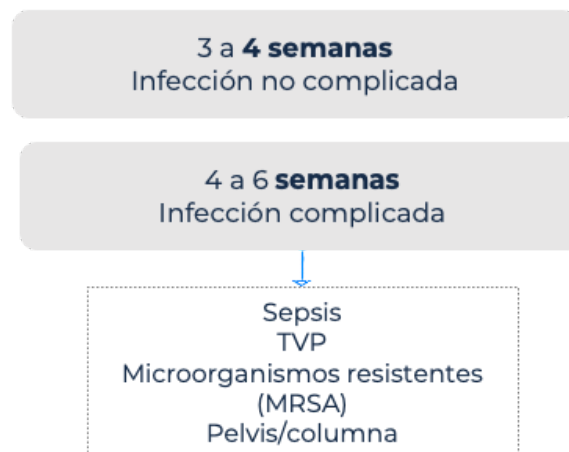 3 a 4 semanas
Infección no complicada
4 a 6 semanas
Infección complicada
Sepsis
TVP
Microorganismos resistentes
(MRSA)
Pelvis/columna